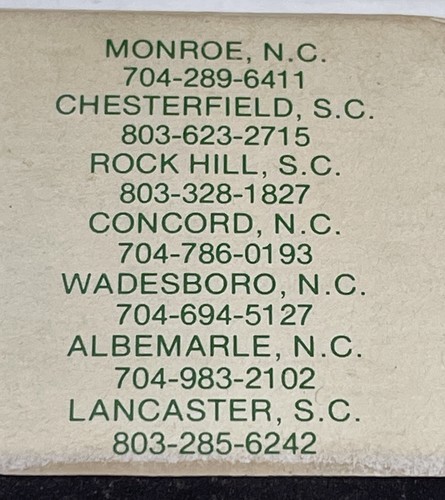 MONROE, N.C.
704-289-6411
CHESTERFIELD, S.C.
803-623-2715
ROCK HILL, S.C.
803-328-1827
CONCORD, N.C.
704-786-0193
WADESBORO, N.C.
704-694-5127
ALBEMARLE, N.C.
704-983-2102
LANCASTER, S.C.
803-285-6242